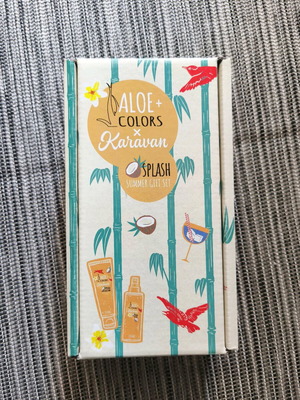 ALOE+
COLORS
×
Karavan
SPLASH
SUMMER GIFT SET